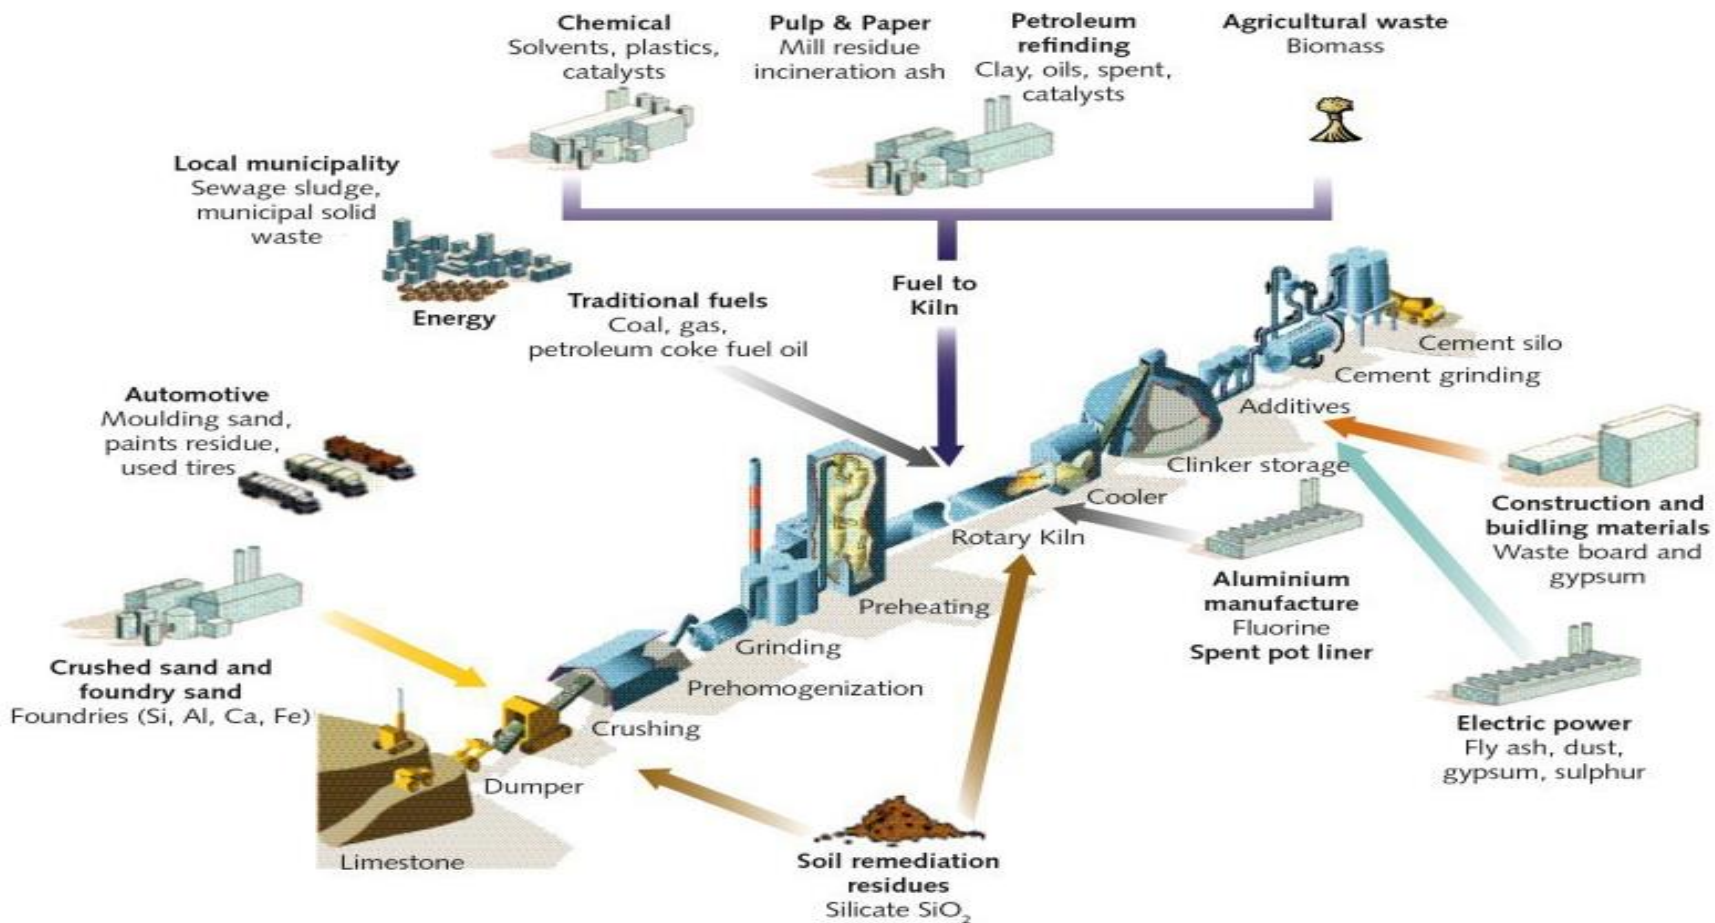 Chemical
Solvents, plastics,
catalysts
Pulp & Paper
Mill residue
incineration ash
Petroleum
refinding
Clay, oils, spent,
catalysts
Agricultural waste
Biomass
Local municipality
Sewage sludge,
municipal solid
waste
Energy
Traditional fuels
Coal, gas,
petroleum coke fuel oil
Fuel to
Kiln
Cement silo
Cement grinding
Additives
Clinker storage
Cooler
Rotary Kiln
Preheating
Grinding
Prehomogenization
Crushing
Dumper
Limestone
Automotive
Moulding sand,
paints residue,
used tires
Crushed sand and
foundry sand
Foundries (Si, Al, Ca, Fe)
Construction and
buidling materials
Waste board and
gypsum
Aluminium
manufacture
Fluorine
Spent pot liner
Electric power
Fly ash, dust,
gypsum, sulphur
Soil remediation
residues
Silicate SiO₂